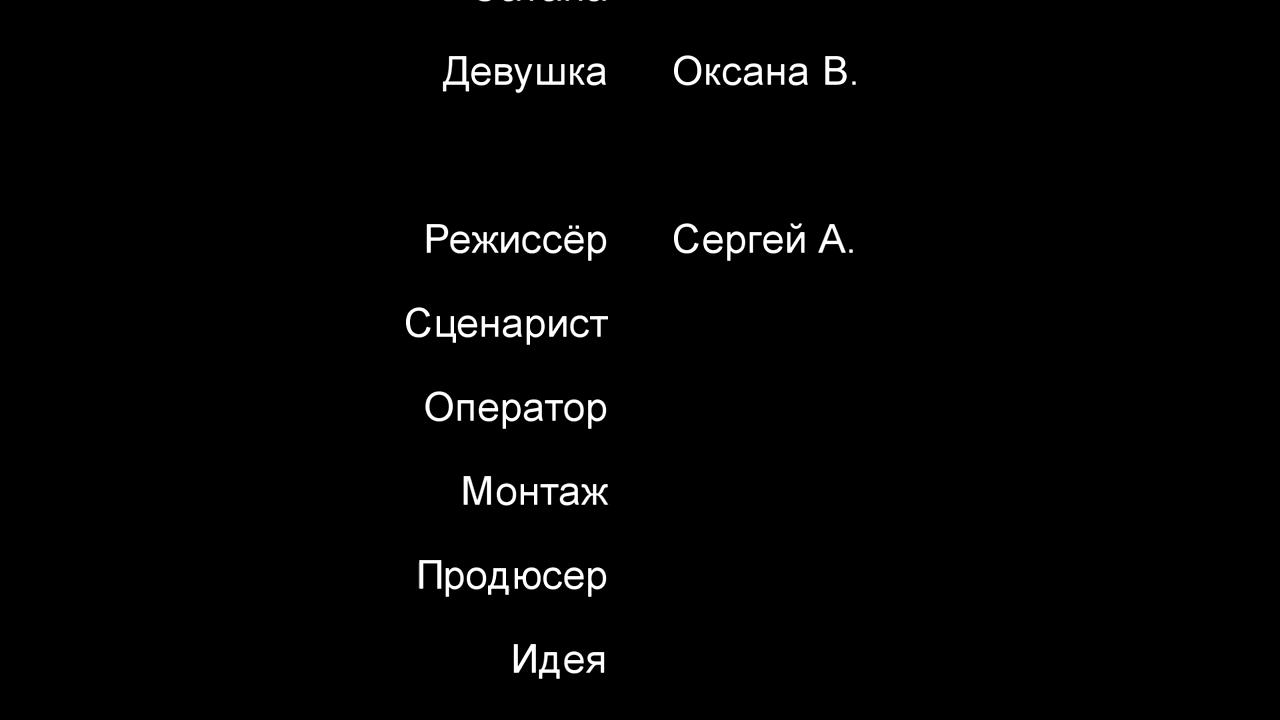 Девушка Оксана В.
Режиссёр Сергей А.
Сценарист
Оператор
Монтаж
Продюсер
Идея